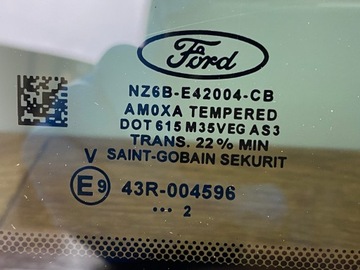 Ford
NZ6B-E42004-CB
AM0XA TEMPERED
DOT 615 M35VEG AS3
TRANS. 22% MIN
V SAINT-GOBAIN SEKURIT
E9 43R-004596
••• 2